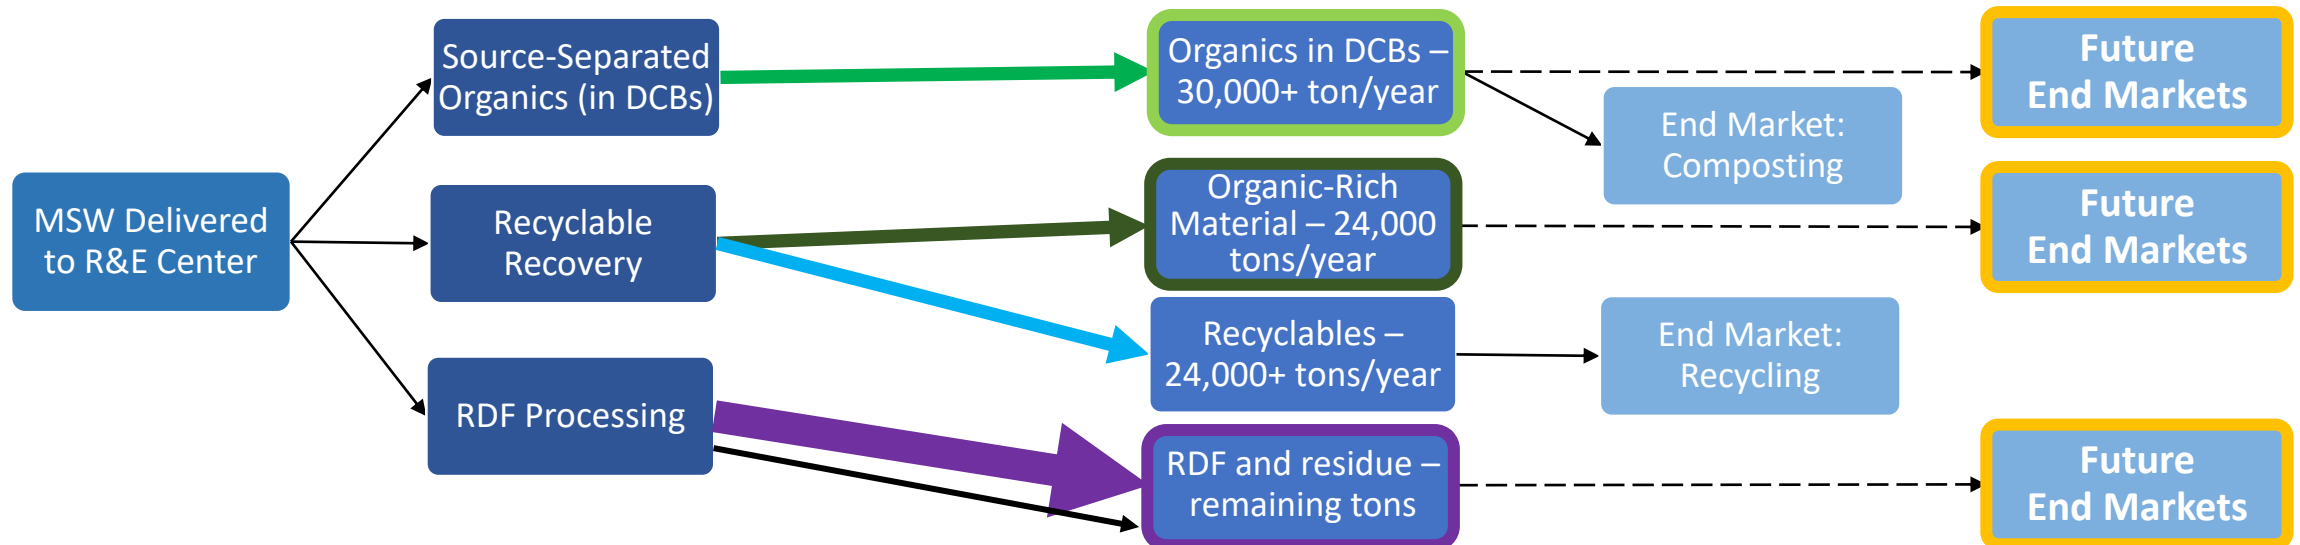 MSW Delivered
to R&E Center
Source-Separated
Organics (in DCBs)
Recyclable
Recovery
RDF Processing
Organics in DCBs –
30,000+ ton/year
Organic-Rich
Material – 24,000
tons/year
Recyclables –
24,000+ tons/year
RDF and residue –
remaining tons
End Market:
Composting
End Market:
Recycling
Future
End Markets
Future
End Markets
Future
End Markets